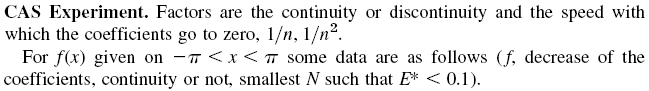 CAS Experiment. Factors are the continuity or discontinuity and the speed with
which the coefficients go to zero, 1/n, 1/n².
For f(x) given on −π < x < π some data are as follows (f, decrease of the
coefficients, continuity or not, smallest N such that E* < 0.1).